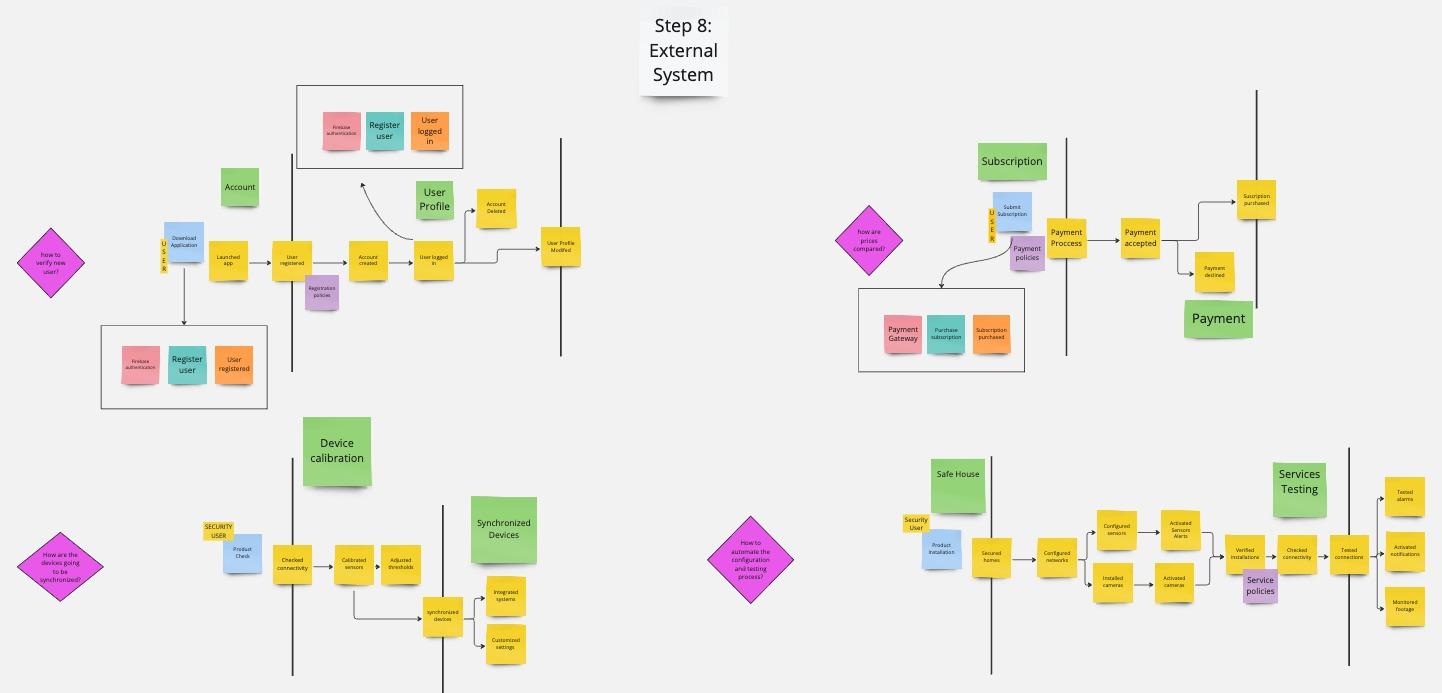 Step 8:
External
System
Firebase
authentication
Register
user
User
logged
in
Account
User
Profile
Account
Deleted
how to
verify new
user?
U
S
E
R
Download
Application
Launched
app
User
registered
Registration
policies
Account
created
User logged
in
User Profile
Modifed
Firebase
authentication
Register
user
User
registered
Subscription
how are
prices
compared?
U
S
E
R
Submit
Subscription
Payment
policies
Payment
Proccess
Payment
accepted
Suscription
purchased
Payment
declined
Payment
Payment
Gateway
Purchase
subscription
Subscription
purchased
Device
calibration
Synchronized
Devices
How are the
devices going
to be
synchronized?
SECURITY
USER
Product
Check
Checked
connectivity
Calibrated
sensors
Adjusted
thresholds
synchronized
devices
Integrated
systems
Customized
settings
Safe House
Services
Testing
How to
automate the
configuration
and testing
process?
Security
User
Product
Installation
Secured
homes
Configured
networks
Configured
sensors
Activated
Sensors
Alerts
Installed
cameras
Activated
cameras
Verified
installations
Service
policies
Checked
connectivity
Tested
connections
Tested
alarms
Activated
notifications
Monitored
footage